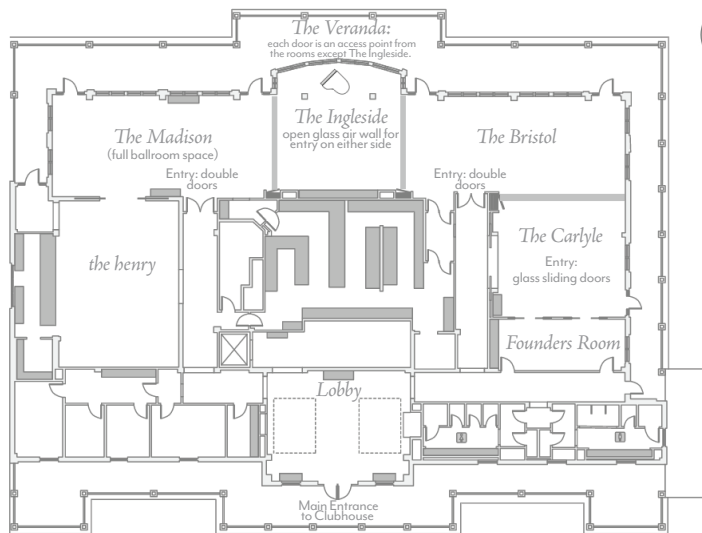 The Veranda:
each door is an access point from
the rooms except The Ingleside.
The Ingleside
open glass air wall for
entry on either side
The Madison
(full ballroom space)
Entry: double
doors
The Bristol
Entry: double
doors
the henry
The Carlyle
Entry:
glass sliding doors
Founders Room
Lobby
Main Entrance
to Clubhouse